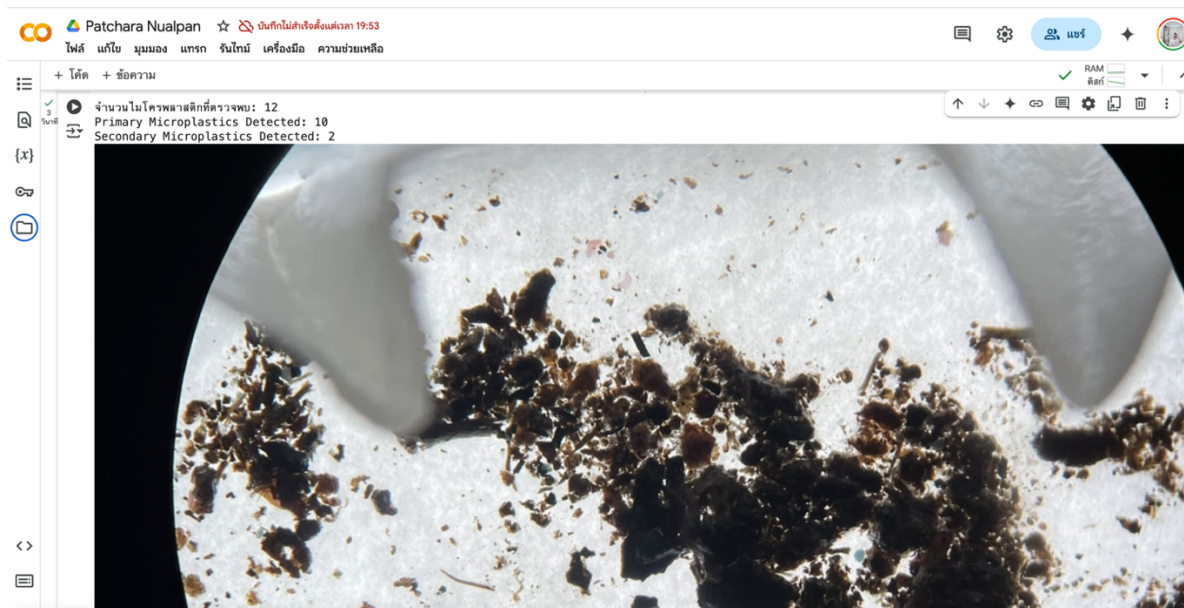 Patchara Nualpan
บันทึกไม่สำเร็จตั้งแต่เวลา 19:53
ไฟล์ แก้ไข มุมมอง แทรก รันไทม์ เครื่องมือ ความช่วยเหลือ
แชร์
+ โค้ด + ข้อความ
RAM
ดิสก์
3
วินาที
จำนวนไมโครพลาสติกที่ตรวจพบ: 12
Primary Microplastics Detected: 10
Secondary Microplastics Detected: 2
{x}